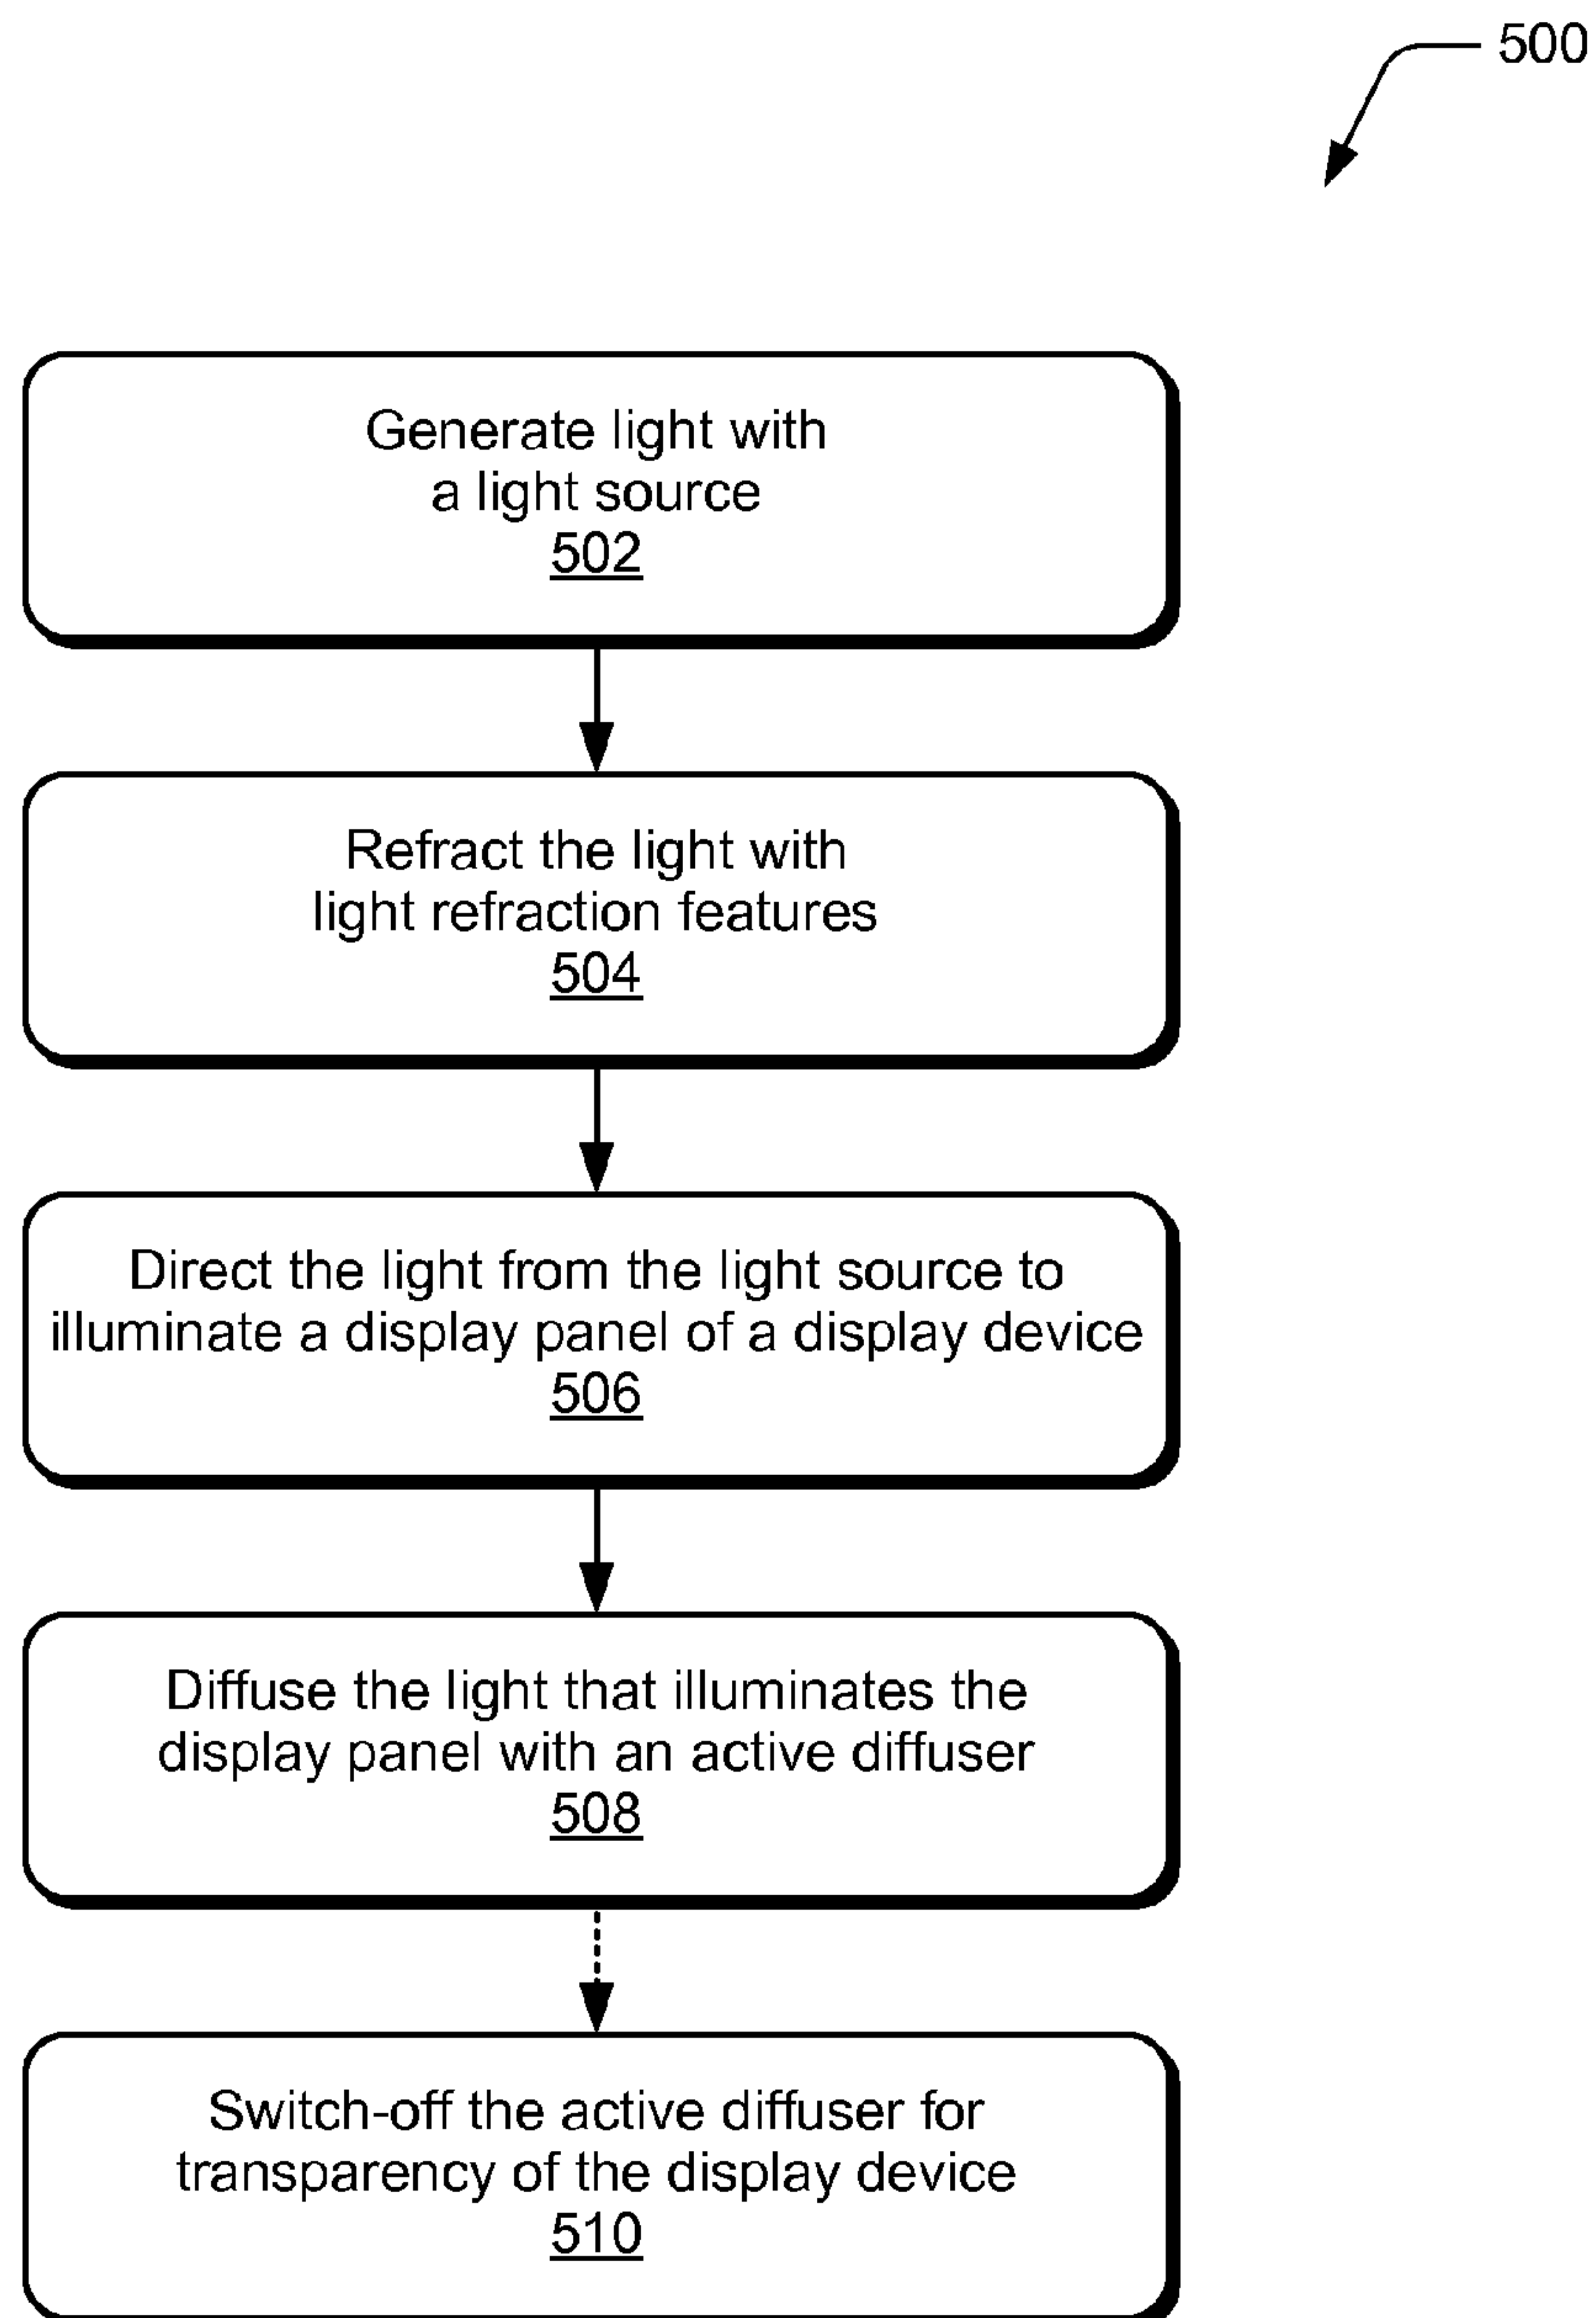 500
Generate light with
a light source
502
Refract the light with
light refraction features
504
Direct the light from the light source to
illuminate a display panel of a display device
506
Diffuse the light that illuminates the
display panel with an active diffuser
508
Switch-off the active diffuser for
transparency of the display device
510